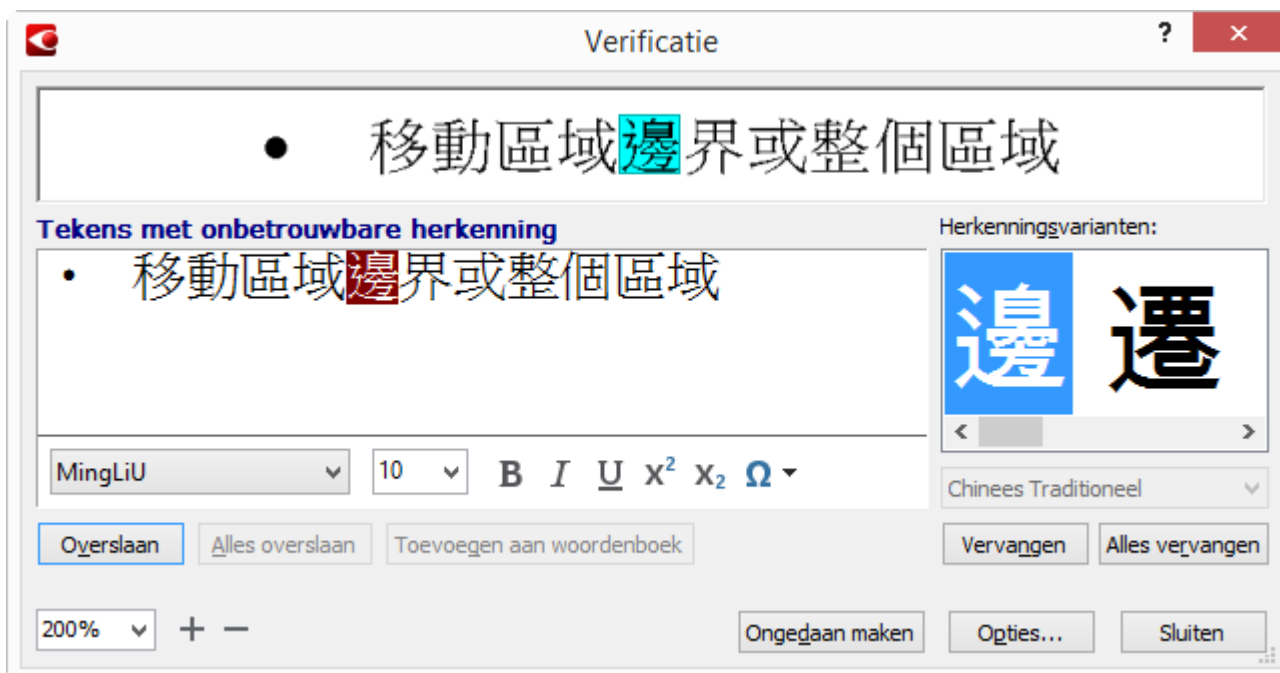 Verificatie ? ×
• 移動區域邊界或整個區域
Tekens met onbetrouwbare herkenning
Herkenningsvarianten:
• 移動區域邊界或整個區域
邊 遷
MingLiU 10 B I U X² X₂ Ω
Chinees Traditioneel
Overslaan Alles overslaan Toevoegen aan woordenboek Vervangen Alles vervangen
200% + − Ongedaan maken Opties... Sluiten